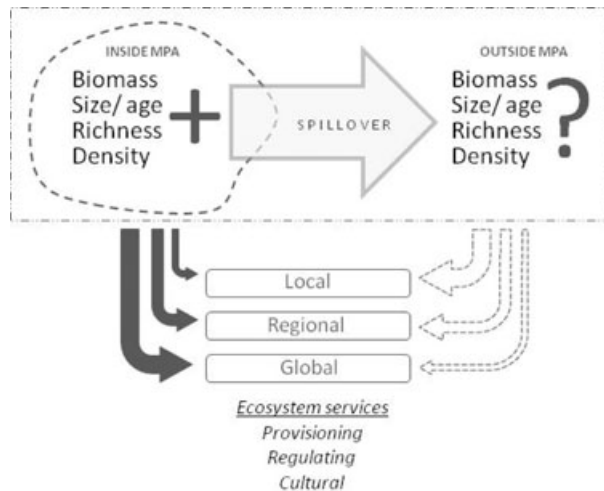 INSIDE MPA
Biomass
Size/ age
Richness
Density
+
SPILLOVER
OUTSIDE MPA
Biomass
Size/ age
Richness
Density
?
Local
Regional
Global
Ecosystem services
Provisioning
Regulating
Cultural